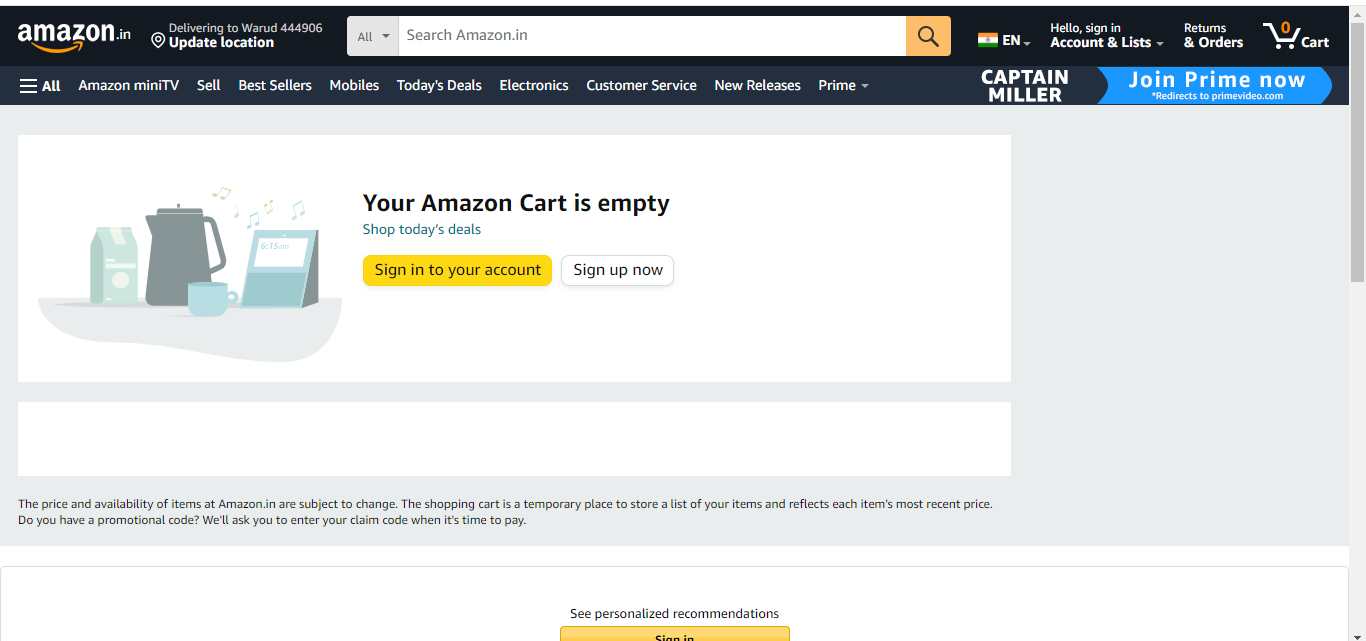 amazon.in
Delivering to Warud 444906
Update location
All
Search Amazon.in
EN
Hello, sign in
Account & Lists
Returns
& Orders
0
Cart
All
Amazon miniTV
Sell
Best Sellers
Mobiles
Today's Deals
Electronics
Customer Service
New Releases
Prime
CAPTAIN
MILLER
Join Prime now
*Redirects to primevideo.com
6:15am
Your Amazon Cart is empty
Shop today's deals
Sign in to your account
Sign up now
The price and availability of items at Amazon.in are subject to change. The shopping cart is a temporary place to store a list of your items and reflects each item's most recent price.
Do you have a promotional code? We'll ask you to enter your claim code when it's time to pay.
See personalized recommendations
Sign in